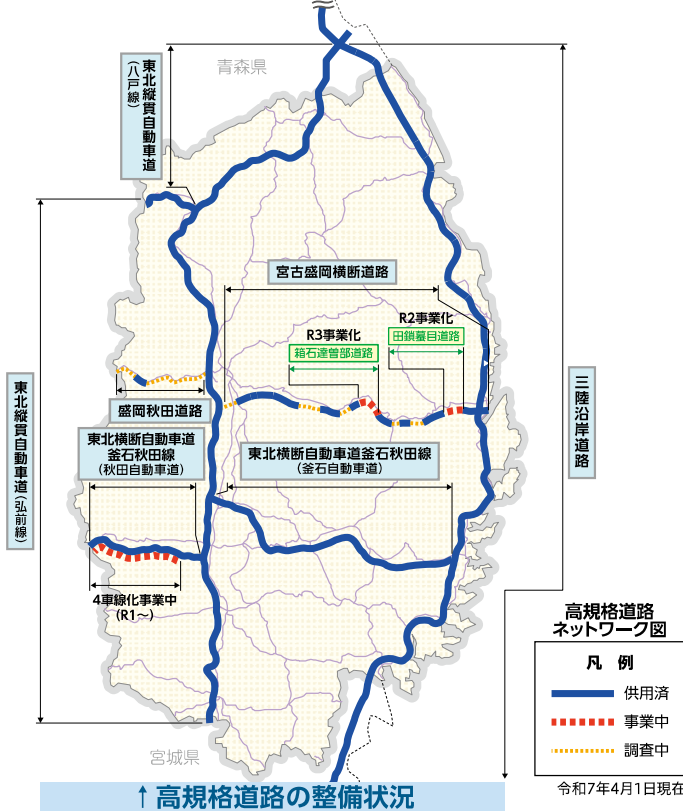 青森県
東北縦貫自動車道
(八戸線)
宮古盛岡横断道路
R2事業化
田鎖蟇目道路
R3事業化
箱石達曽部道路
盛岡秋田道路
東北縦貫自動車道(弘前線)
三陸沿岸道路
東北横断自動車道
釜石秋田線
(秋田自動車道)
東北横断自動車道釜石秋田線
(釜石自動車道)
4車線化事業中
(R1～)
高規格道路
ネットワーク図
凡 例
供用済
事業中
調査中
宮城県
令和7年4月1日現在
↑高規格道路の整備状況